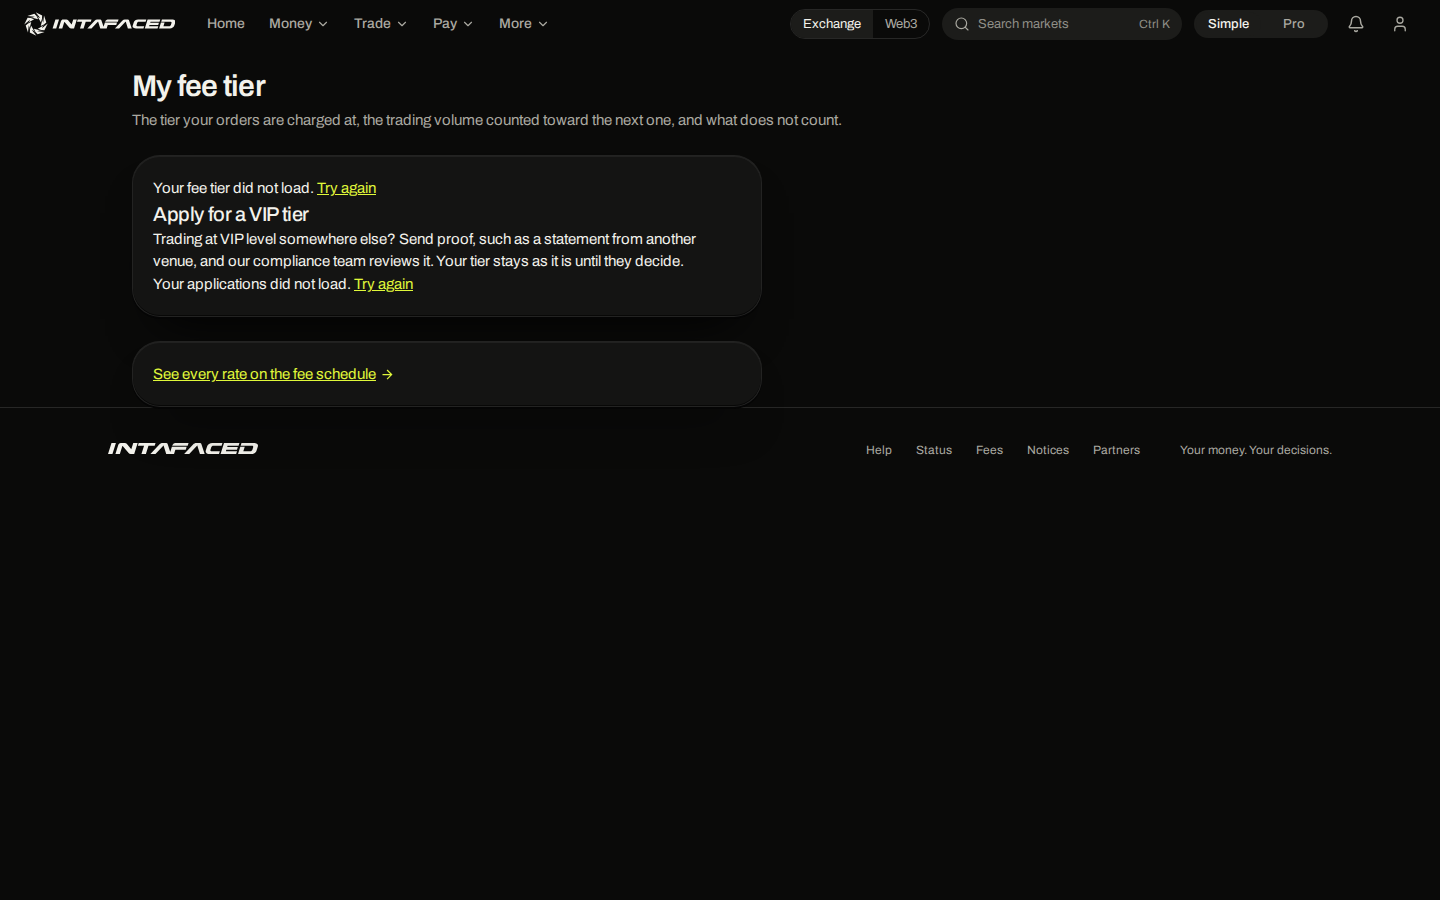 INTAFACED
Home
Money
Trade
Pay
More
Exchange
Web3
Search markets
Ctrl K
Simple
Pro
My fee tier
The tier your orders are charged at, the trading volume counted toward the next one, and what does not count.
Your fee tier did not load. Try again
Apply for a VIP tier
Trading at VIP level somewhere else? Send proof, such as a statement from another
venue, and our compliance team reviews it. Your tier stays as it is until they decide.
Your applications did not load. Try again
See every rate on the fee schedule →
INTAFACED
Help
Status
Fees
Notices
Partners
Your money. Your decisions.